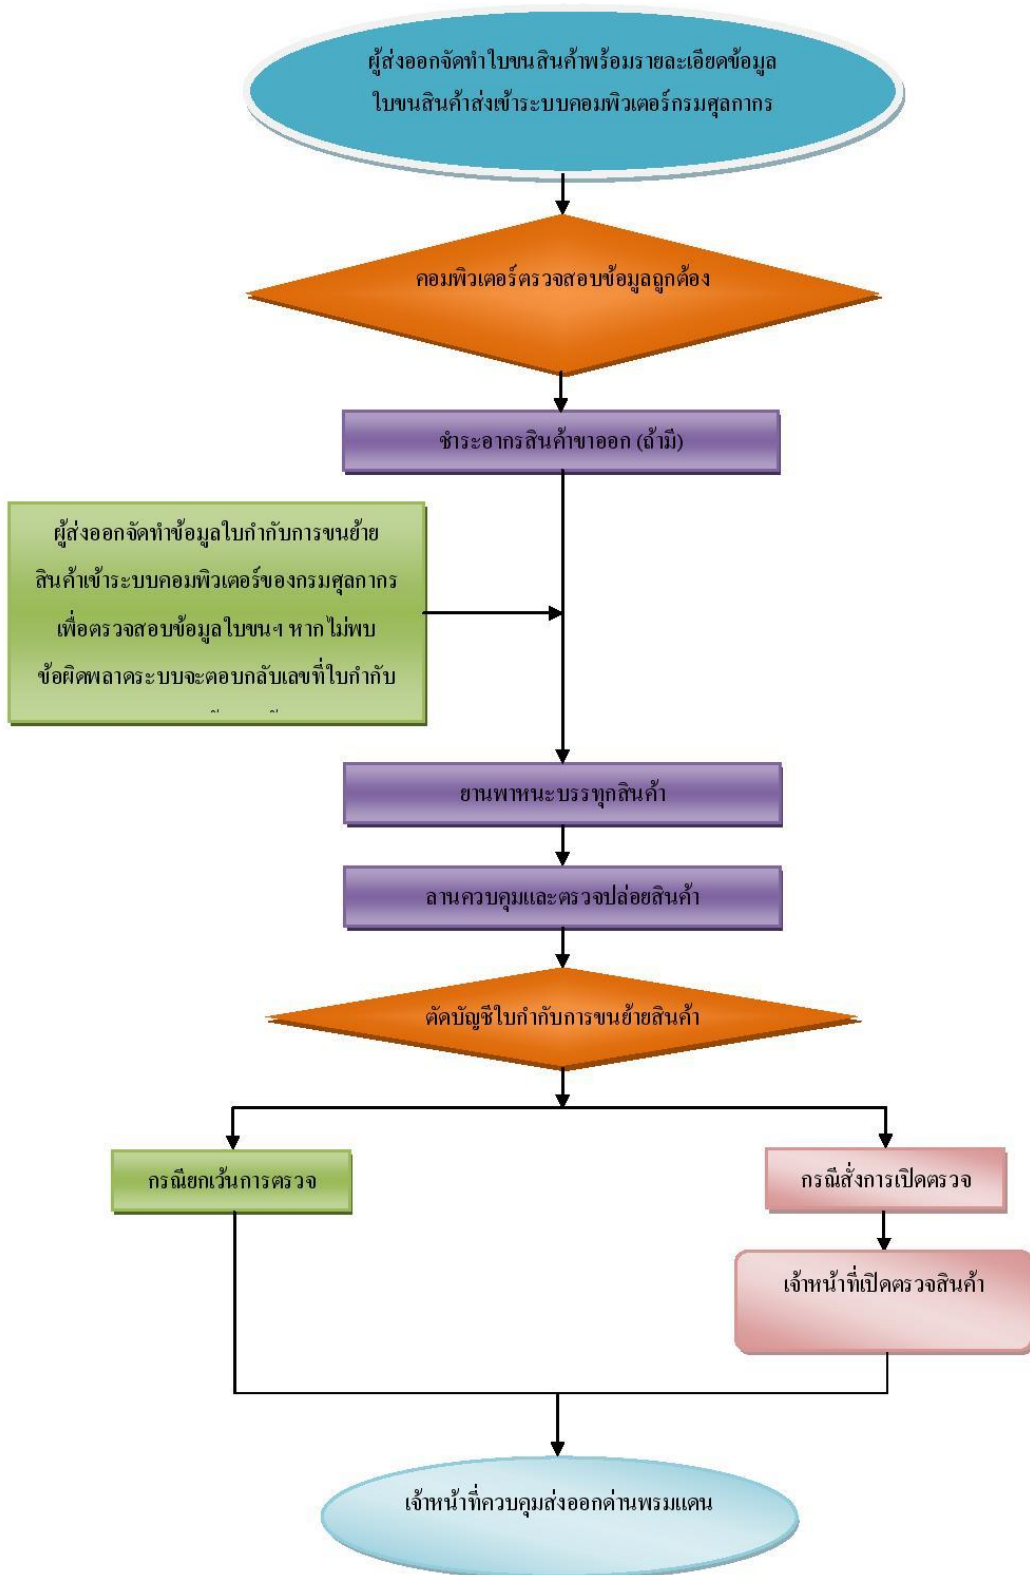 ผู้ส่งออกจัดทำใบขนสินค้าพร้อมรายละเอียดข้อมูล
ใบขนสินค้าส่งเข้าระบบคอมพิวเตอร์กรมศุลกากร
คอมพิวเตอร์ตรวจสอบข้อมูลถูกต้อง
ชำระอากรสินค้าขาออก (ถ้ามี)
ผู้ส่งออกจัดทำข้อมูลใบกำกับการขนย้าย
สินค้าเข้าระบบคอมพิวเตอร์ของกรมศุลกากร
เพื่อตรวจสอบข้อมูลใบขนฯ หากไม่พบ
ข้อผิดพลาดระบบจะตอบกลับเลขที่ใบกำกับ
ยานพาหนะบรรทุกสินค้า
ลานควบคุมและตรวจปล่อยสินค้า
ตัดบัญชีใบกำกับการขนย้ายสินค้า
กรณียกเว้นการตรวจ
กรณีสั่งการเปิดตรวจ
เจ้าหน้าที่เปิดตรวจสินค้า
เจ้าหน้าที่ควบคุมส่งออกด่านพรมแดน